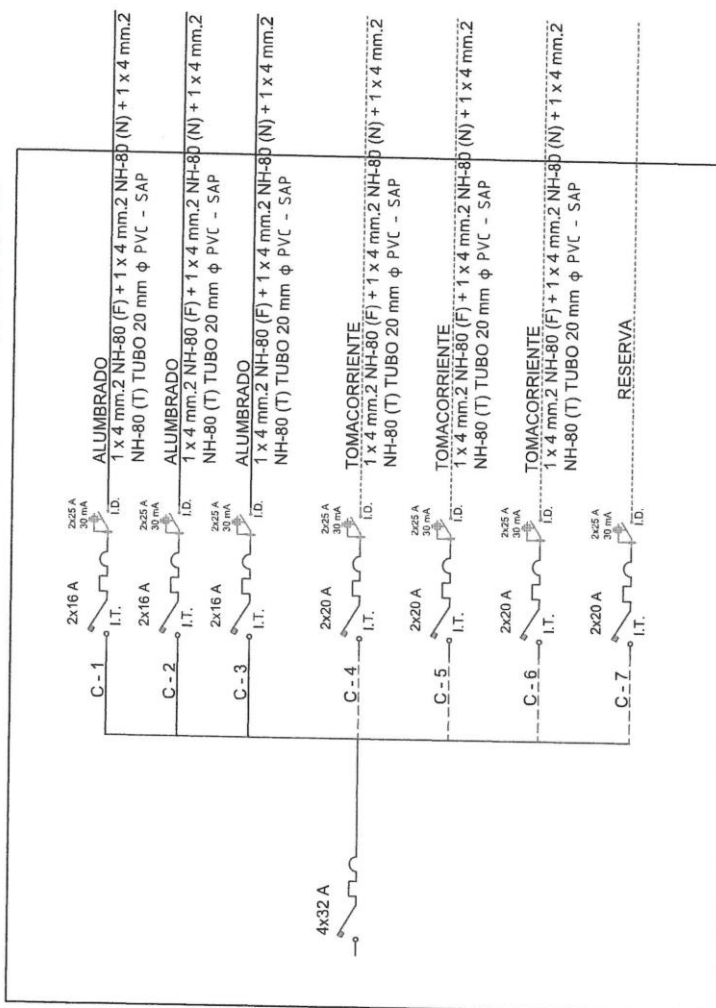 4x32 A
C - 1
2x16 A
I.T.
2x25 A
30 mA
I.D.
ALUMBRADO
1 x 4 mm.2 NH-80 (F) + 1 x 4 mm.2 NH-80 (N) + 1 x 4 mm.2
NH-80 (T) TUBO 20 mm ϕ PVC - SAP
C - 2
2x16 A
I.T.
2x25 A
30 mA
I.D.
ALUMBRADO
1 x 4 mm.2 NH-80 (F) + 1 x 4 mm.2 NH-80 (N) + 1 x 4 mm.2
NH-80 (T) TUBO 20 mm ϕ PVC - SAP
C - 3
2x16 A
I.T.
2x25 A
30 mA
I.D.
ALUMBRADO
1 x 4 mm.2 NH-80 (F) + 1 x 4 mm.2 NH-80 (N) + 1 x 4 mm.2
NH-80 (T) TUBO 20 mm ϕ PVC - SAP
C - 4
2x20 A
I.T.
2x25 A
30 mA
I.D.
TOMACORRIENTE
1 x 4 mm.2 NH-80 (F) + 1 x 4 mm.2 NH-80 (N) + 1 x 4 mm.2
NH-80 (T) TUBO 20 mm ϕ PVC - SAP
C - 5
2x20 A
I.T.
2x25 A
30 mA
I.D.
TOMACORRIENTE
1 x 4 mm.2 NH-80 (F) + 1 x 4 mm.2 NH-80 (N) + 1 x 4 mm.2
NH-80 (T) TUBO 20 mm ϕ PVC - SAP
C - 6
2x20 A
I.T.
2x25 A
30 mA
I.D.
TOMACORRIENTE
1 x 4 mm.2 NH-80 (F) + 1 x 4 mm.2 NH-80 (N) + 1 x 4 mm.2
NH-80 (T) TUBO 20 mm ϕ PVC - SAP
C - 7
2x20 A
I.T.
2x25 A
30 mA
I.D.
RESERVA